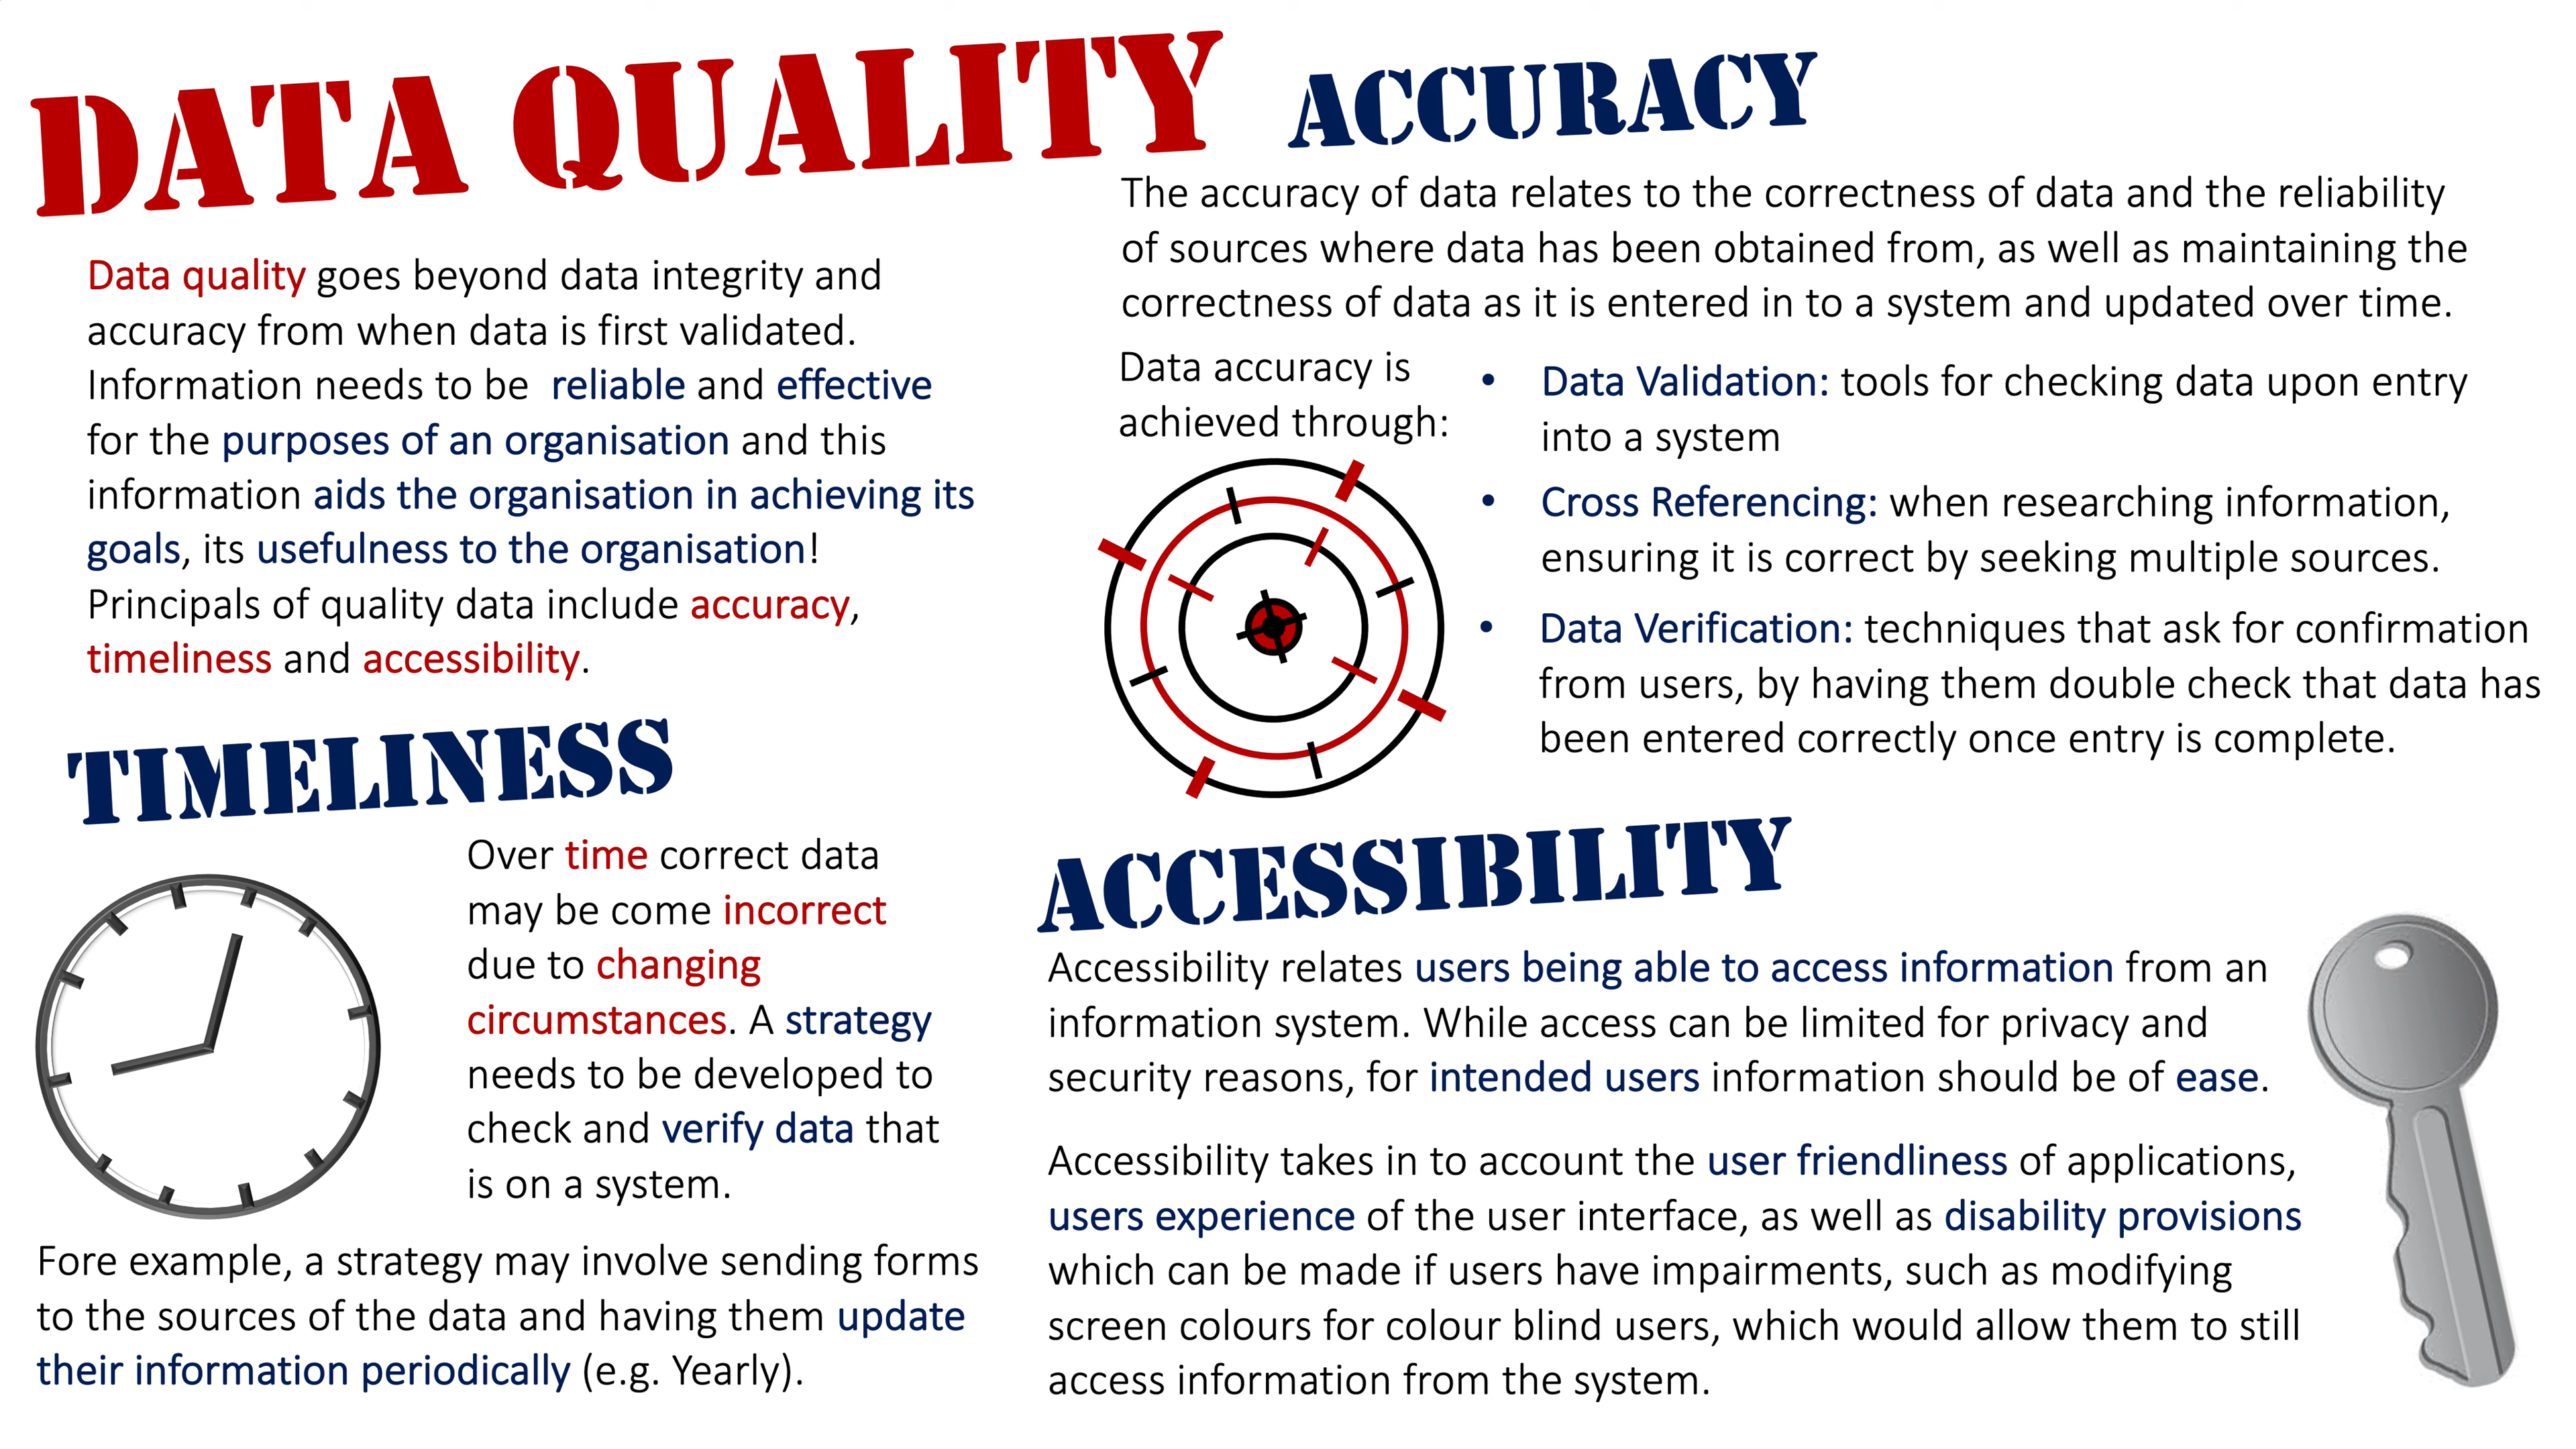 DATA QUALITY
Data quality goes beyond data integrity and
accuracy from when data is first validated.
Information needs to be reliable and effective
for the purposes of an organisation and this
information aids the organisation in achieving its
goals, its usefulness to the organisation!
Principals of quality data include accuracy,
timeliness and accessibility.
ACCURACY
The accuracy of data relates to the correctness of data and the reliability
of sources where data has been obtained from, as well as maintaining the
correctness of data as it is entered in to a system and updated over time.
Data accuracy is
achieved through:
• Data Validation: tools for checking data upon entry
into a system
• Cross Referencing: when researching information,
ensuring it is correct by seeking multiple sources.
• Data Verification: techniques that ask for confirmation
from users, by having them double check that data has
been entered correctly once entry is complete.
TIMELINESS
Over time correct data
may be come incorrect
due to changing
circumstances. A strategy
needs to be developed to
check and verify data that
is on a system.
Fore example, a strategy may involve sending forms
to the sources of the data and having them update
their information periodically (e.g. Yearly).
ACCESSIBILITY
Accessibility relates users being able to access information from an
information system. While access can be limited for privacy and
security reasons, for intended users information should be of ease.
Accessibility takes in to account the user friendliness of applications,
users experience of the user interface, as well as disability provisions
which can be made if users have impairments, such as modifying
screen colours for colour blind users, which would allow them to still
access information from the system.